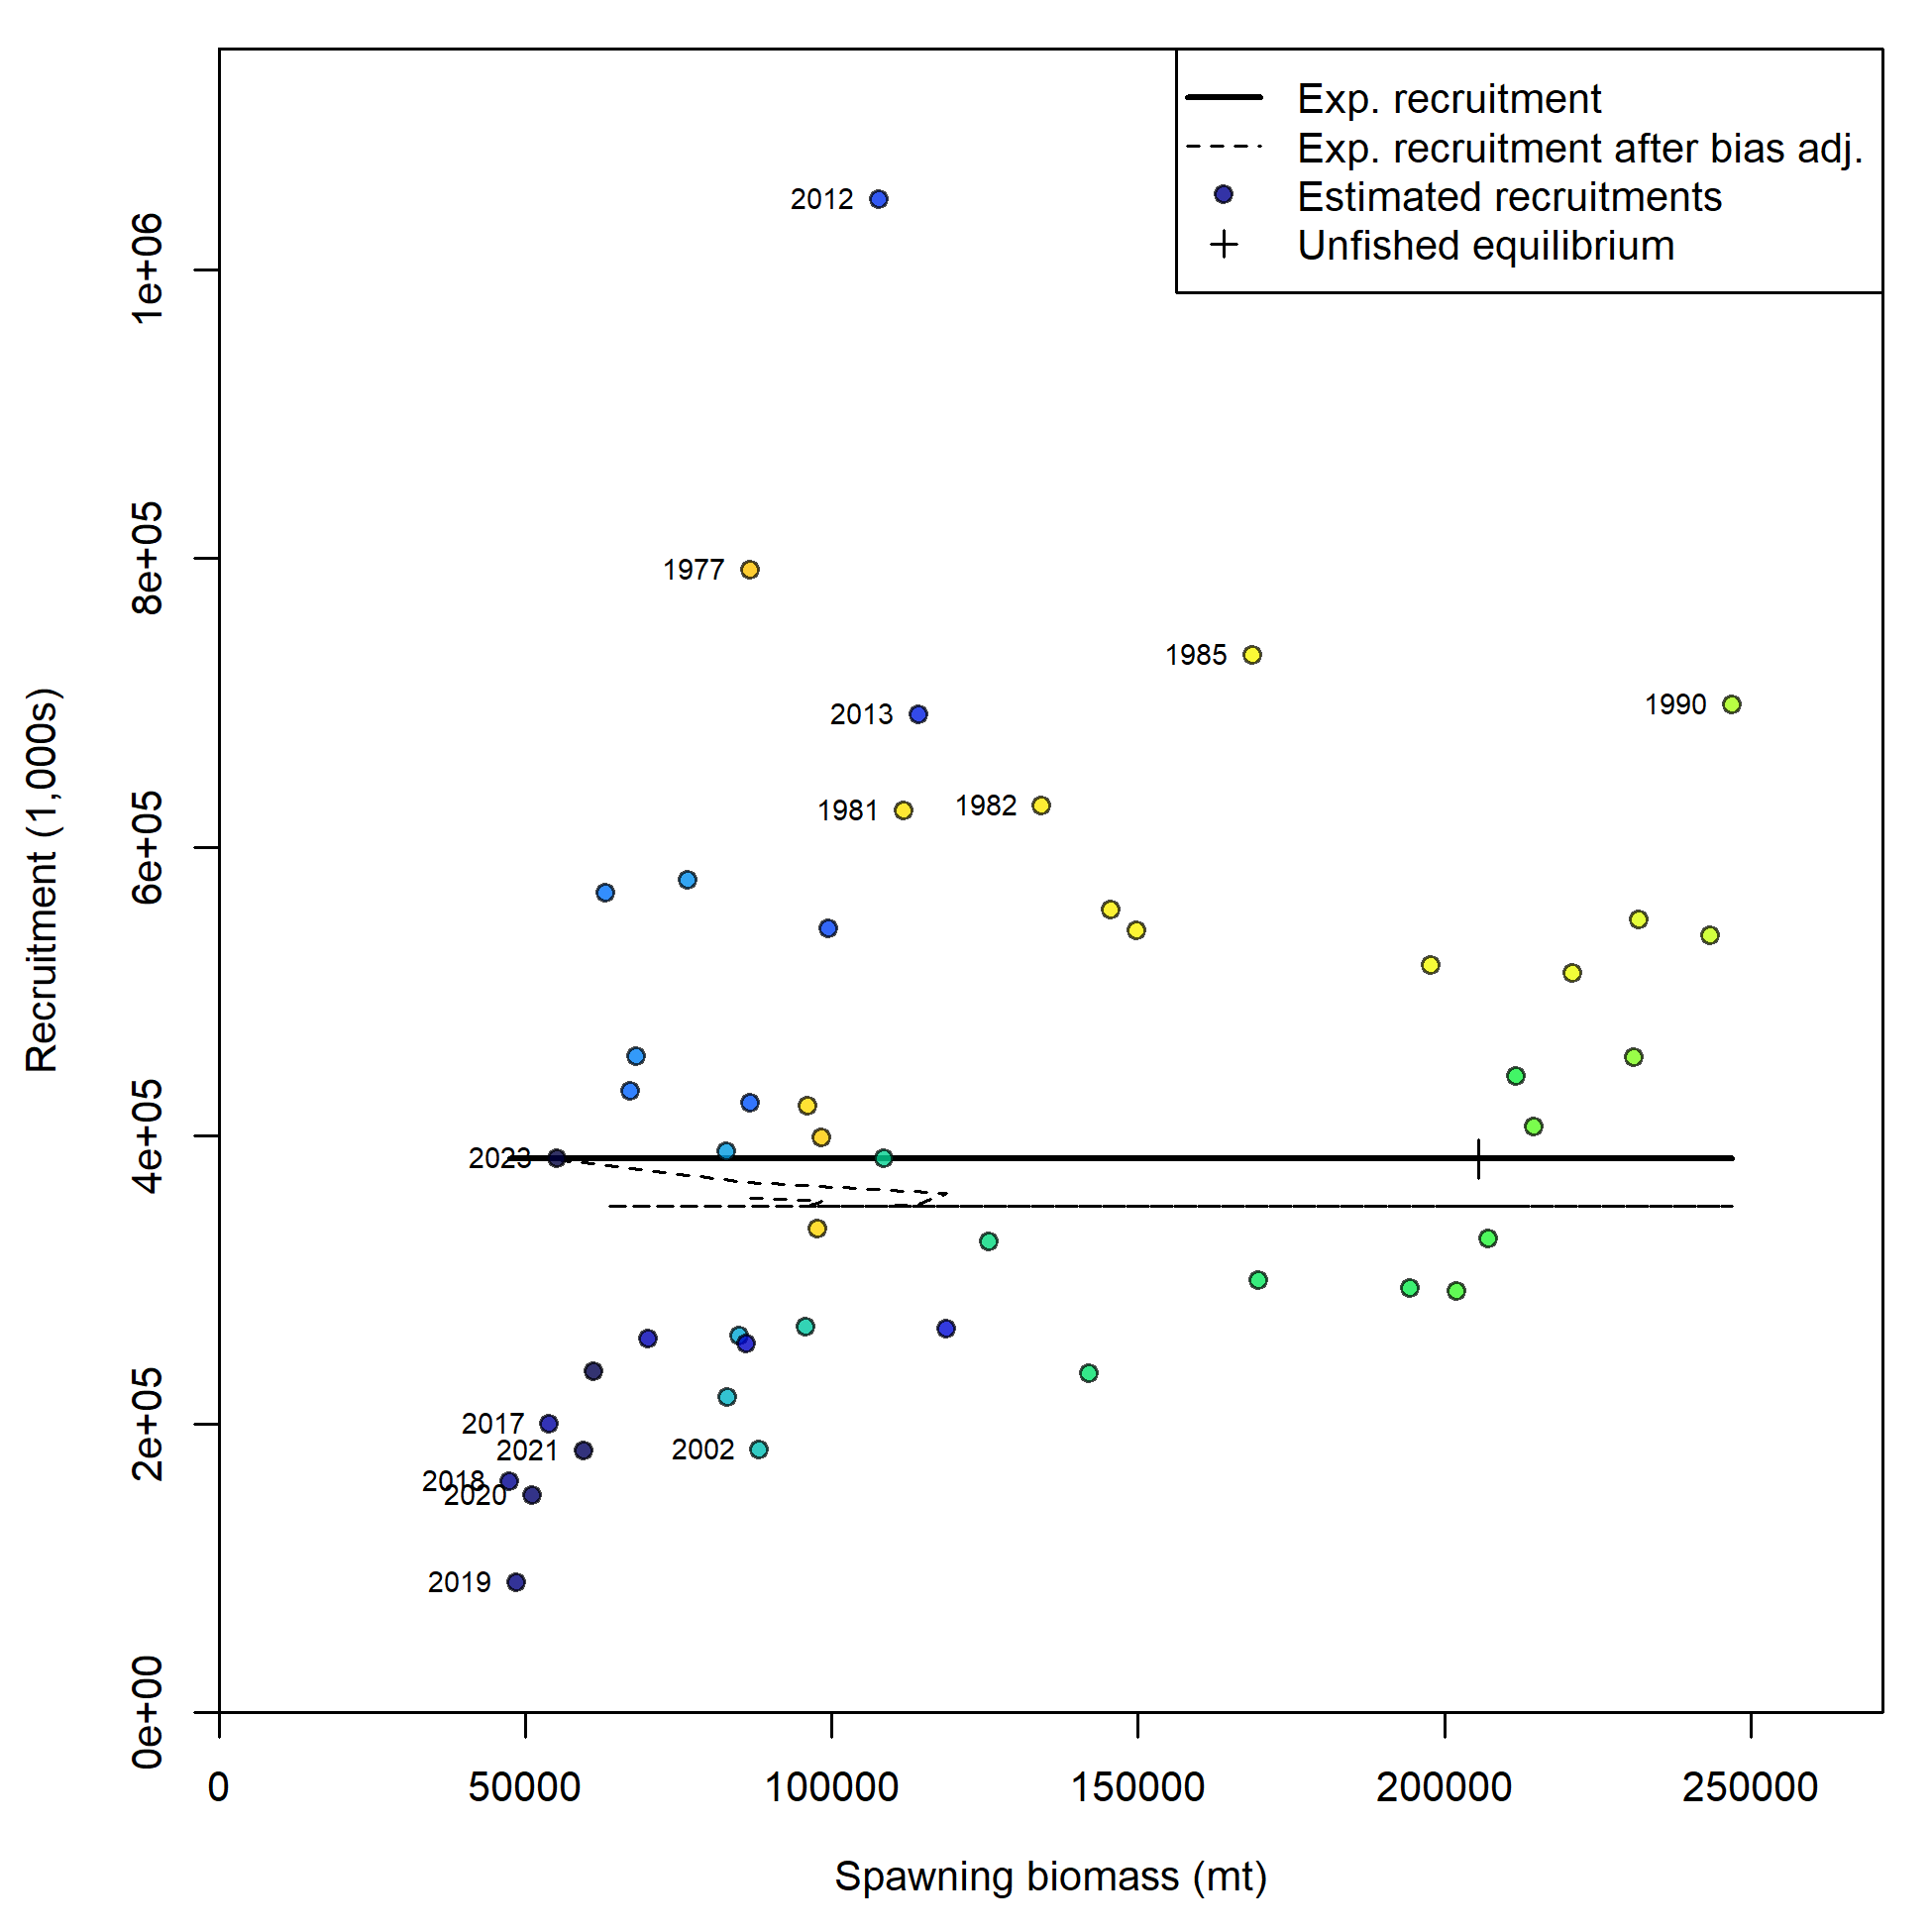 Exp. recruitment
Exp. recruitment after bias adj.
Estimated recruitments
Unfished equilibrium
2012
1977
1985
1990
2013
1981
1982
2023
2017
2021
2002
2018
2020
2019
1e+06
8e+05
6e+05
4e+05
2e+05
0e+00
Recruitment (1,000s)
0
50000
100000
150000
200000
250000
Spawning biomass (mt)